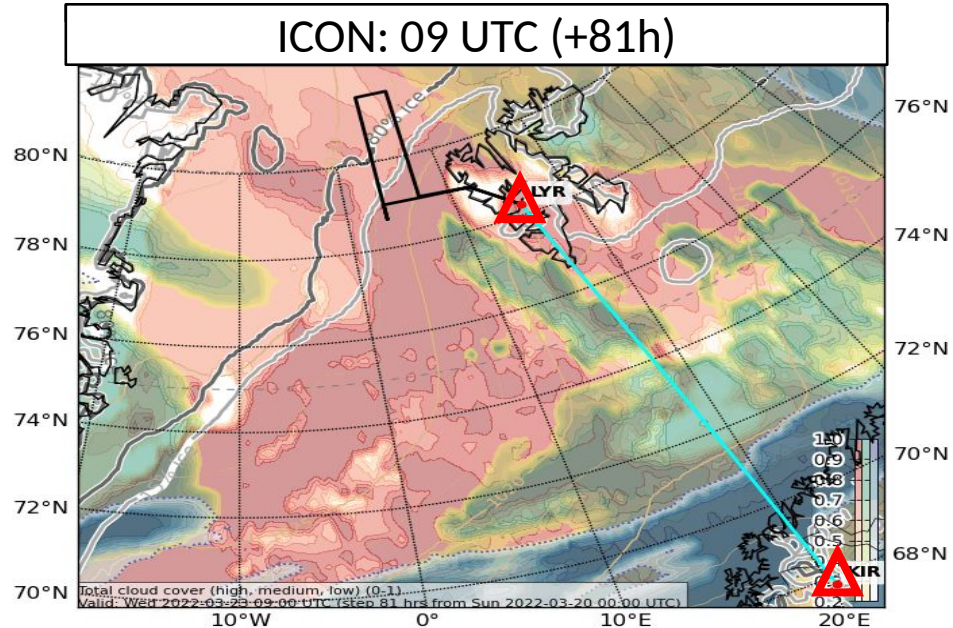 ICON: 09 UTC (+81h)
80% ICE
76°N
80°N
LYR
78°N
74°N
76°N
72°N
74°N
1.0
70°N
0.9
0.8
72°N
0.7
0.6
0.5
68°N
KIR
70°N
Total cloud cover (high, medium, low) (0-1)
0.2
Valid: Wed 2022-03-23 09:00 UTC (step 81 hrs from Sun 2022-03-20 00:00 UTC)
10°W
0°
10°E
20°E